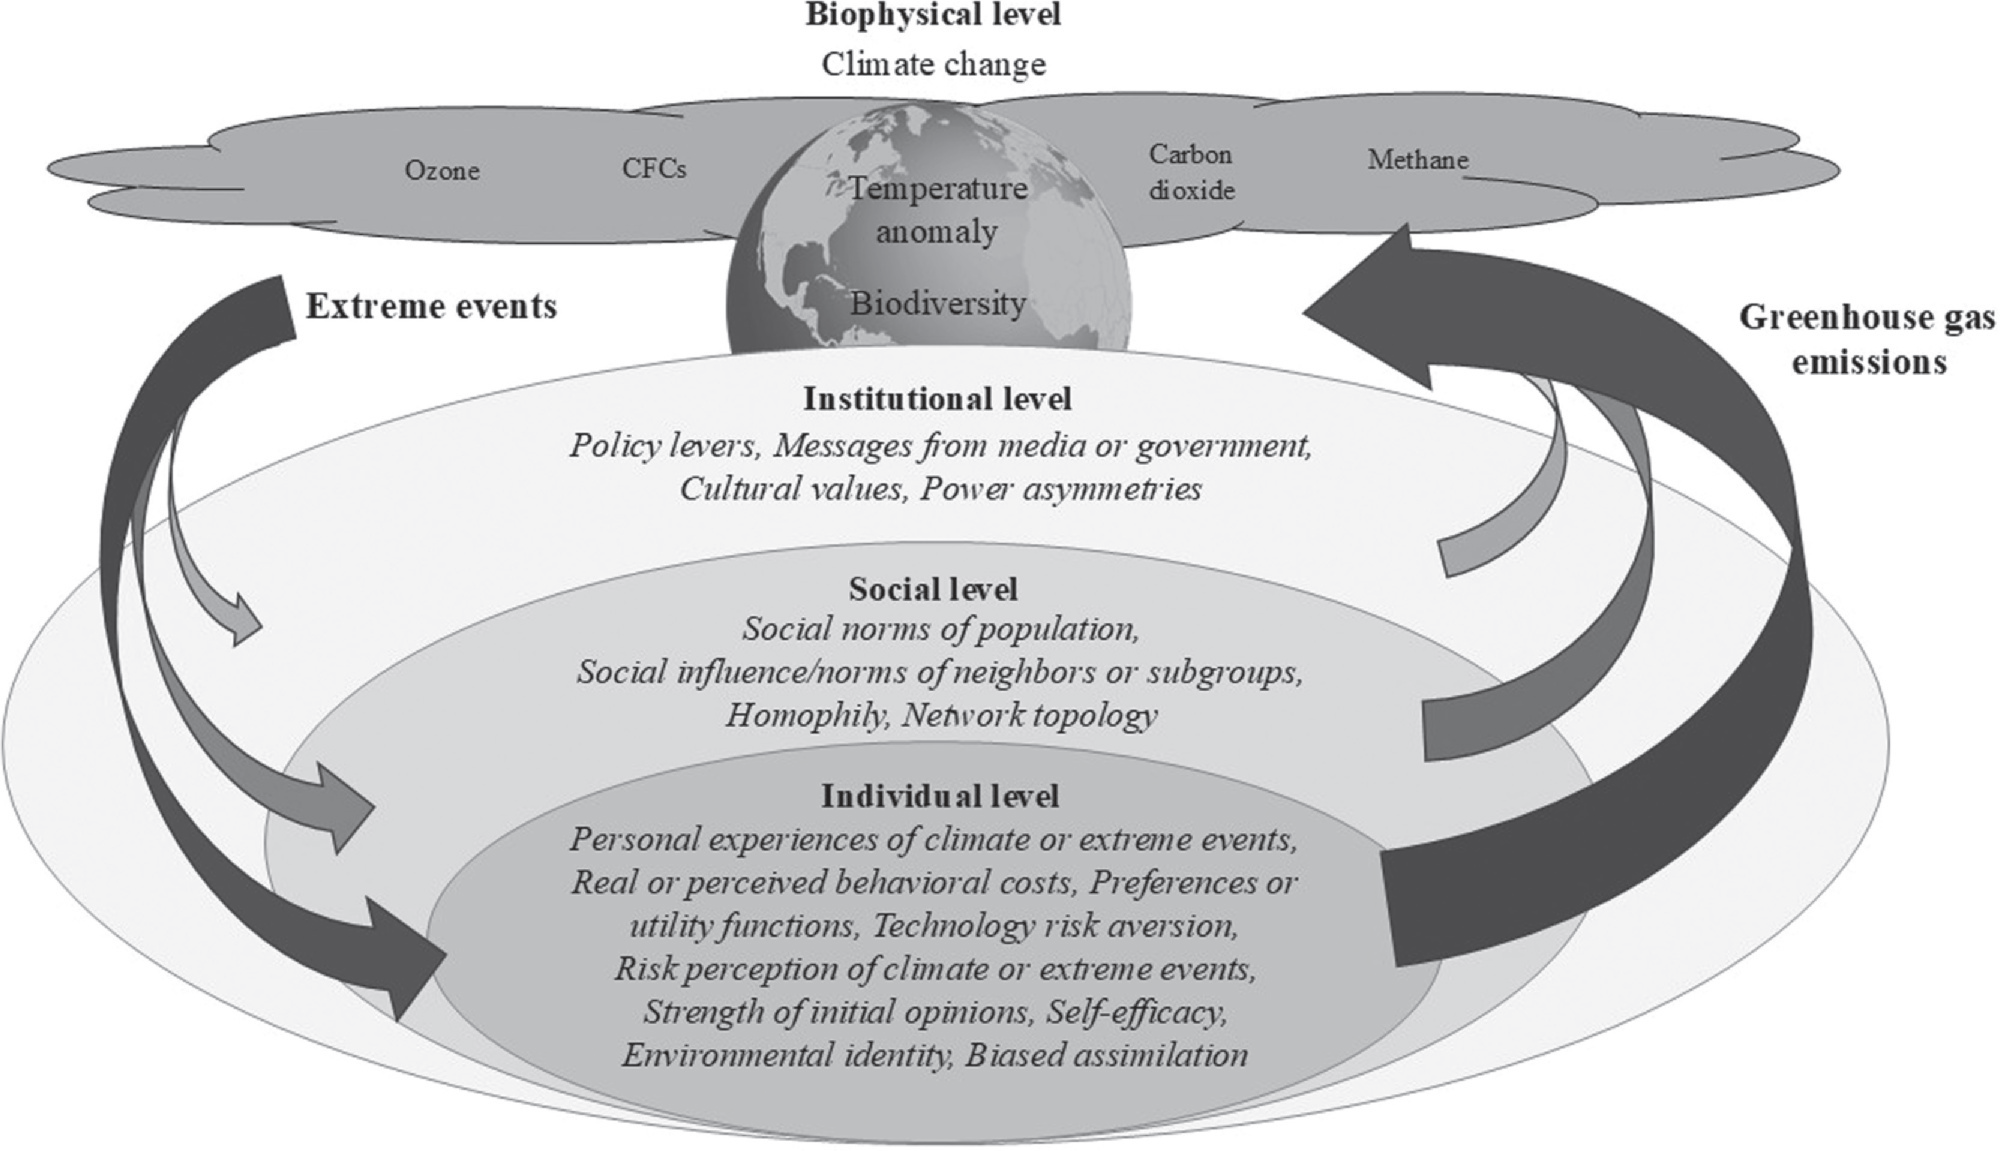 Biophysical level
Climate change
Ozone
CFCs
Carbon
dioxide
Methane
Temperature
anomaly
Biodiversity
Extreme events
Greenhouse gas
emissions
Institutional level
Policy levers, Messages from media or government,
Cultural values, Power asymmetries
Social level
Social norms of population,
Social influence/norms of neighbors or subgroups,
Homophily, Network topology
Individual level
Personal experiences of climate or extreme events,
Real or perceived behavioral costs, Preferences or
utility functions, Technology risk aversion,
Risk perception of climate or extreme events,
Strength of initial opinions, Self-efficacy,
Environmental identity, Biased assimilation